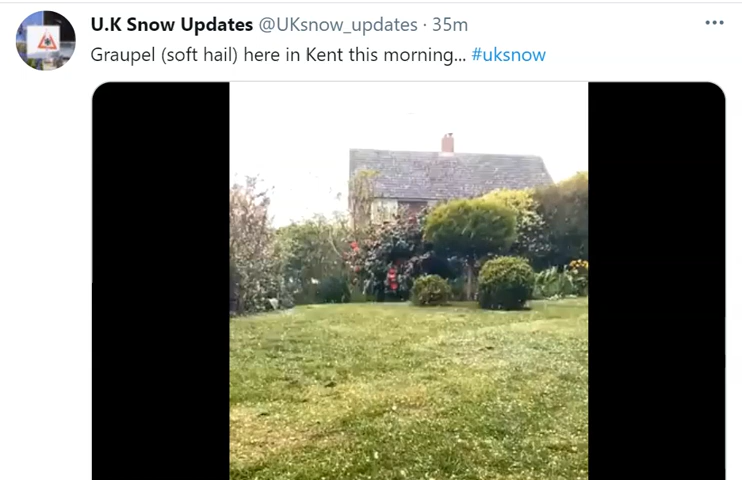 U.K Snow Updates @UKsnow_updates · 35m
Graupel (soft hail) here in Kent this morning... #uksnow